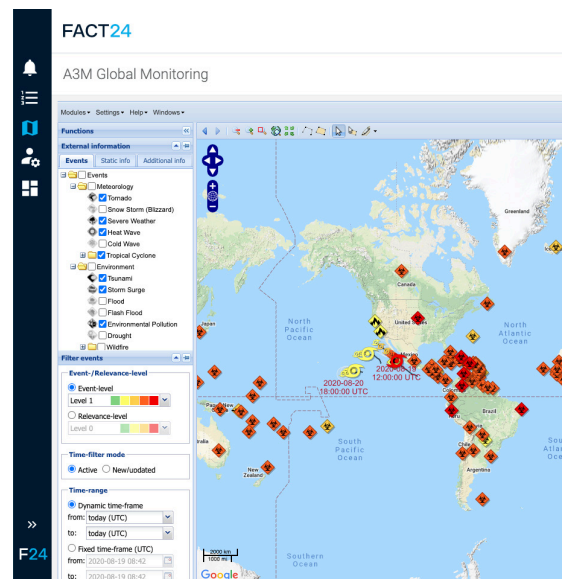 FACT24
A3M Global Monitoring
Modules Settings Help Windows
Functions
External information
Events Static info Additional info
Events
Meteorology
Tornado
Snow Storm (Blizzard)
Severe Weather
Heat Wave
Cold Wave
Tropical Cyclone
Environment
Tsunami
Storm Surge
Flood
Flash Flood
Environmental Pollution
Drought
Wildfire
Filter events
Event-/Relevance-level
Event-level
Level 1
Relevance-level
Level 0
Time-filter mode
Active New/updated
Time-range
Dynamic time-frame
from: today (UTC)
to: today (UTC)
Fixed time-frame (UTC)
from: 2020-08-19 08:42
to: 2020-08-19 08:42
F24
Greenland
Canada
North
Pacific
Ocean
United States
North
Atlantic
Ocean
Japan
Mexico
2020-08-20
18:00:00 UTC
2020-08-19
12:00:00 UTC
Brazil
Peru
Chile
Argentina
South
Pacific
Ocean
New
Zealand
Southern
Ocean
2000 km
1000 mi
Google